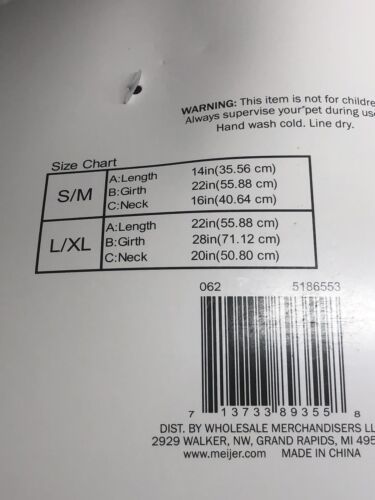 WARNING: This item is not for childre
Always supervise your pet during us
Hand wash cold. Line dry.
Size Chart
S/M
A:Length 14in(35.56 cm)
B:Girth 22in(55.88 cm)
C:Neck 16in(40.64 cm)
L/XL
A:Length 22in(55.88 cm)
B:Girth 28in(71.12 cm)
C:Neck 20in(50.80 cm)
062 5186553
7 13733 89355 8
DIST. BY WHOLESALE MERCHANDISERS LL
2929 WALKER, NW, GRAND RAPIDS, MI 495
www.meijer.com MADE IN CHINA